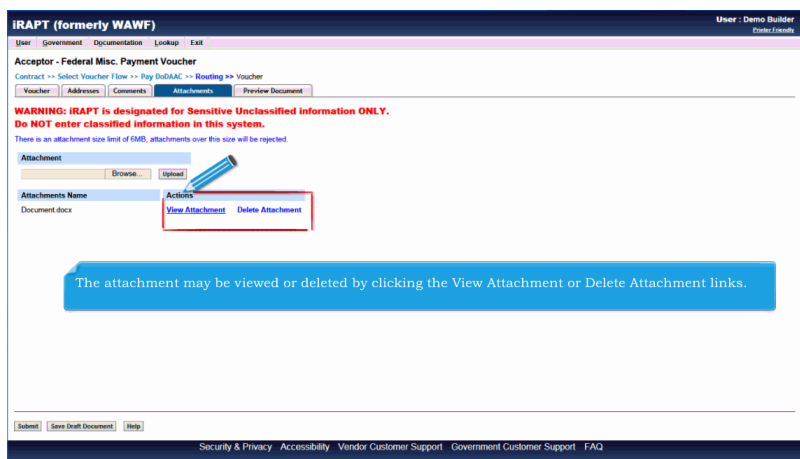 iRAPT (formerly WAWF)
User : Demo Builder
Printer Friendly
User Government Documentation Lookup Exit
Acceptor - Federal Misc. Payment Voucher
Contract >> Select Voucher Flow >> Pay DoDAAC >> Routing >> Voucher
Voucher Addresses Comments Attachments Preview Document
WARNING: iRAPT is designated for Sensitive Unclassified information ONLY.
Do NOT enter classified information in this system.
There is an attachment size limit of 6MB, attachments over this size will be rejected.
Attachment
Browse... Upload
Attachments Name Actions
Document.docx View Attachment Delete Attachment
The attachment may be viewed or deleted by clicking the View Attachment or Delete Attachment links.
Submit Save Draft Document Help
Security & Privacy Accessibility Vendor Customer Support Government Customer Support FAQ